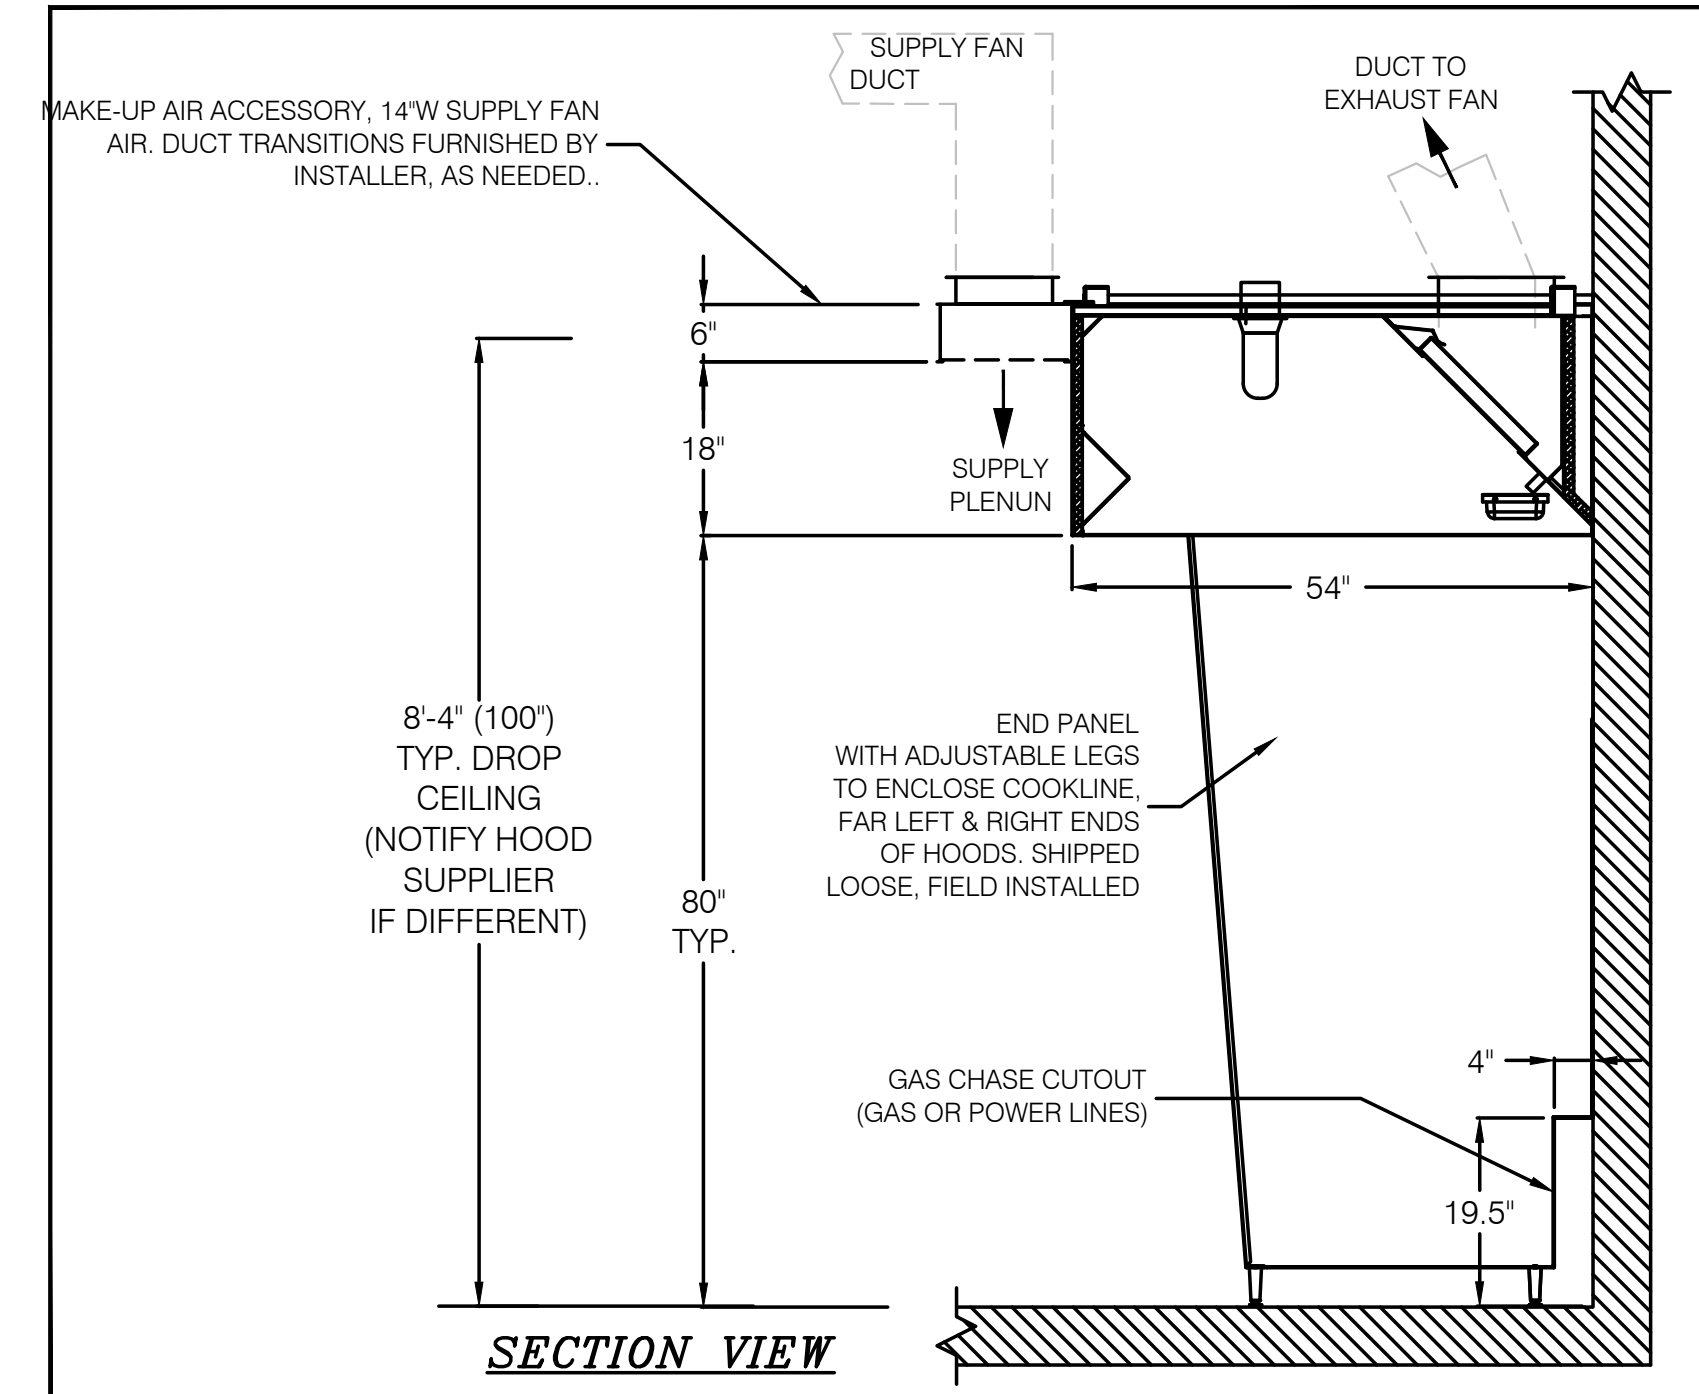 SUPPLY FAN
DUCT
DUCT TO
EXHAUST FAN
MAKE-UP AIR ACCESSORY, 14"W SUPPLY FAN
AIR. DUCT TRANSITIONS FURNISHED BY
INSTALLER, AS NEEDED..
6"
18"
SUPPLY
PLENUN
54"
8'-4" (100")
TYP. DROP
CEILING
(NOTIFY HOOD
SUPPLIER
IF DIFFERENT)
80"
TYP.
END PANEL
WITH ADJUSTABLE LEGS
TO ENCLOSE COOKLINE,
FAR LEFT & RIGHT ENDS
OF HOODS. SHIPPED
LOOSE, FIELD INSTALLED
4"
GAS CHASE CUTOUT
(GAS OR POWER LINES)
19.5"
SECTION VIEW